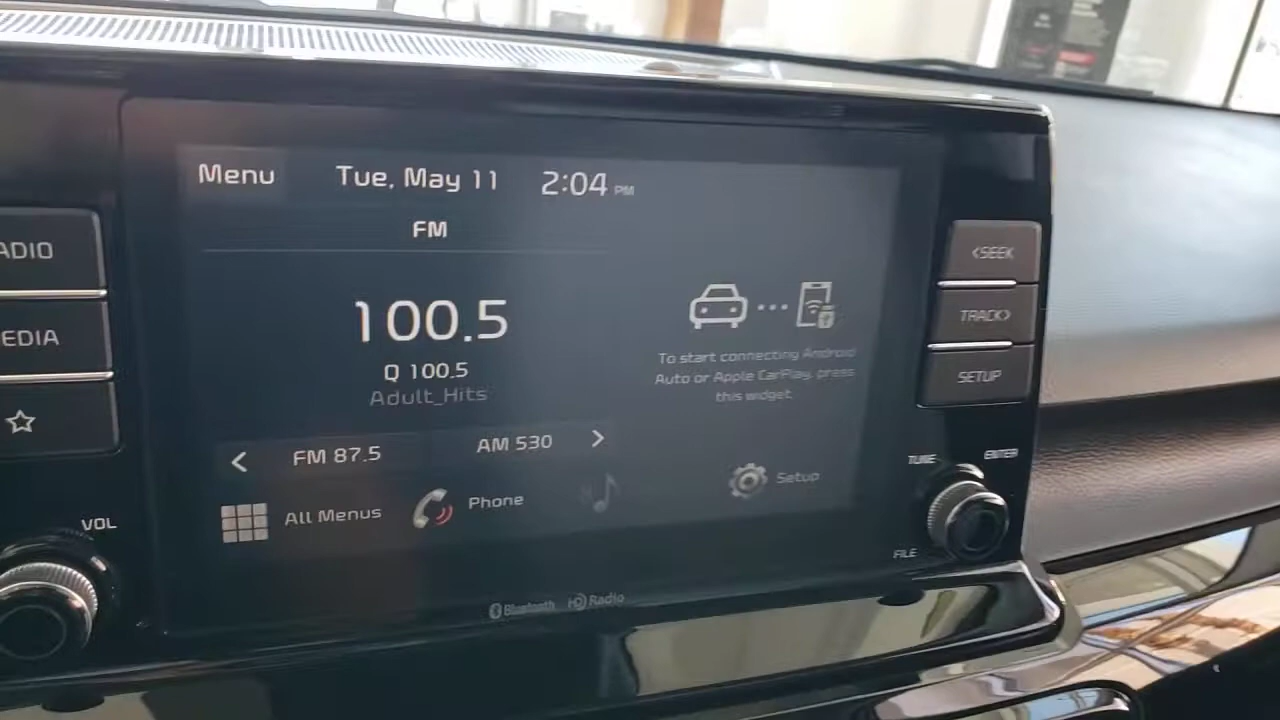 Menu
Tue, May 11
2:04 PM
FM
ADIO
<SEEK
100.5
TRACK>
EDIA
To start connecting Android
Auto or Apple CarPlay, press
this widget.
Q 100.5
Adult_Hits
SETUP
< FM 87.5
AM 530 >
TUNE
ENTER
All Menus
Phone
Setup
VOL
FILE
Bluetooth
HD Radio